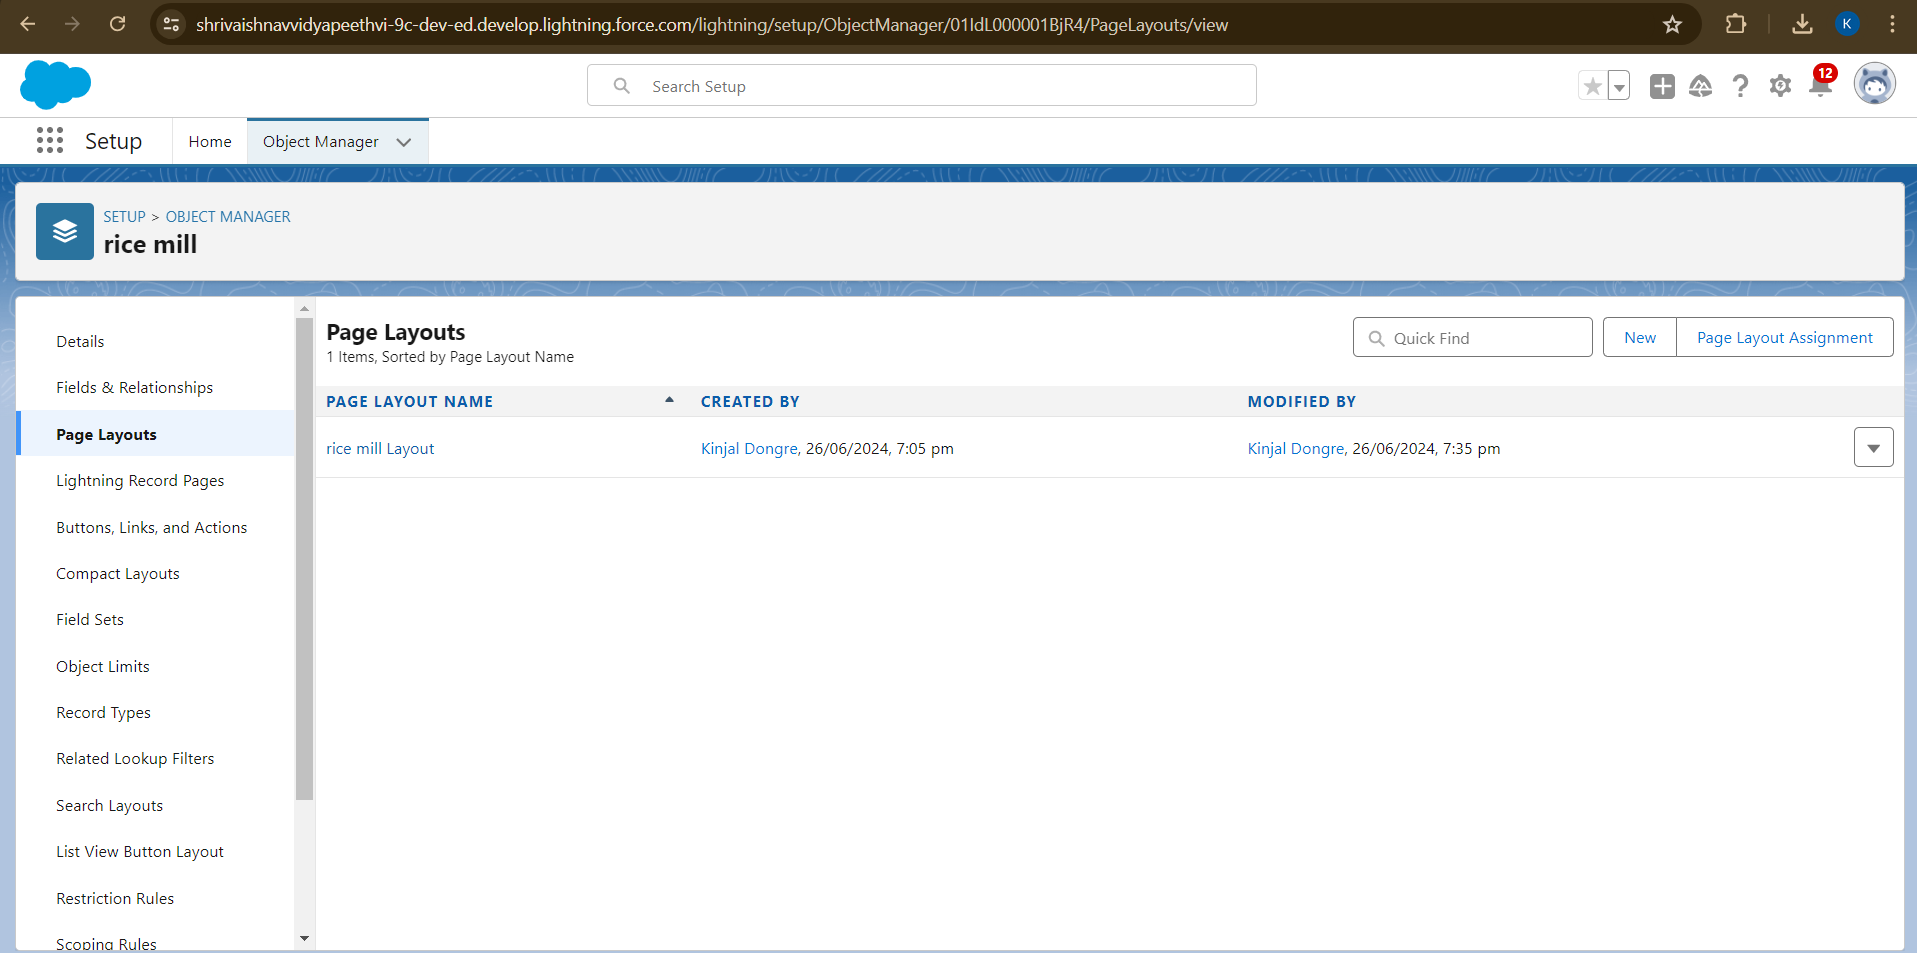 shrivaishnavvidyapeethvi-9c-dev-ed.develop.lightning.force.com/lightning/setup/ObjectManager/01IdL000001BjR4/PageLayouts/view
K
Search Setup
12
Setup
Home
Object Manager
SETUP > OBJECT MANAGER
rice mill
Details
Fields & Relationships
Page Layouts
Lightning Record Pages
Buttons, Links, and Actions
Compact Layouts
Field Sets
Object Limits
Record Types
Related Lookup Filters
Search Layouts
List View Button Layout
Restriction Rules
Scoping Rules
Page Layouts
1 Items, Sorted by Page Layout Name
Quick Find
New
Page Layout Assignment
PAGE LAYOUT NAME CREATED BY MODIFIED BY
rice mill Layout Kinjal Dongre, 26/06/2024, 7:05 pm Kinjal Dongre, 26/06/2024, 7:35 pm